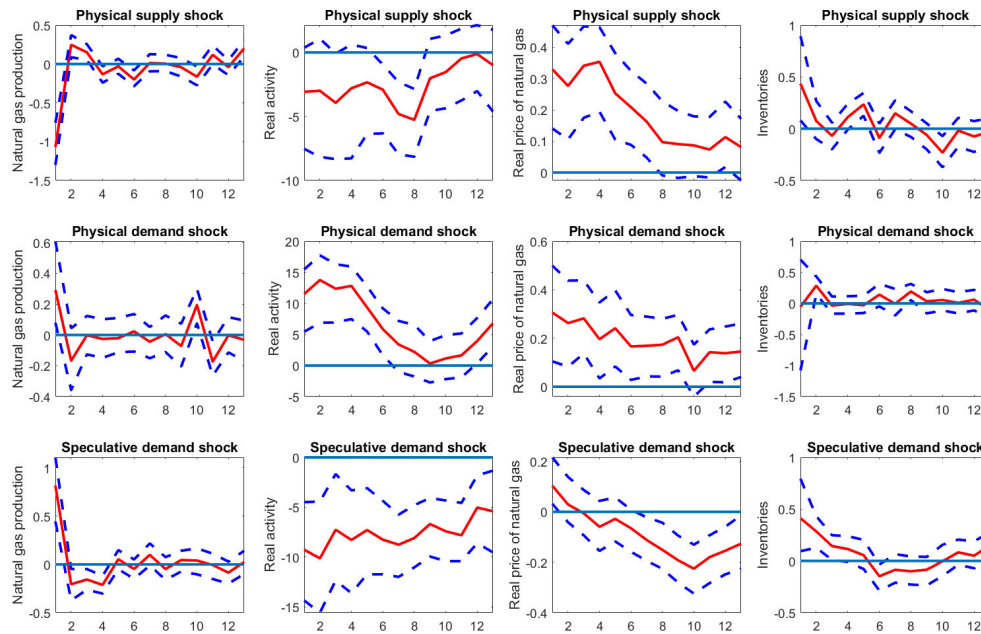 Physical supply shock
Natural gas production
0.5
0
-0.5
-1
-1.5
2 4 6 8 10 12
Physical supply shock
Real activity
0
-5
-10
2 4 6 8 10 12
Physical supply shock
Real price of natural gas
0.4
0.3
0.2
0.1
0
2 4 6 8 10 12
Physical supply shock
Inventories
1
0.5
0
-0.5
2 4 6 8 10 12
Physical demand shock
Natural gas production
0.6
0.4
0.2
0
-0.2
-0.4
2 4 6 8 10 12
Physical demand shock
Real activity
20
15
10
5
0
-5
2 4 6 8 10 12
Physical demand shock
Real price of natural gas
0.6
0.4
0.2
0
2 4 6 8 10 12
Physical demand shock
Inventories
1
0.5
0
-0.5
-1
-1.5
2 4 6 8 10 12
Speculative demand shock
Natural gas production
1
0.5
0
-0.5
2 4 6 8 10 12
Speculative demand shock
Real activity
0
-5
-10
-15
2 4 6 8 10 12
Speculative demand shock
Real price of natural gas
0.2
0
-0.2
-0.4
2 4 6 8 10 12
Speculative demand shock
Inventories
1
0.5
0
-0.5
2 4 6 8 10 12